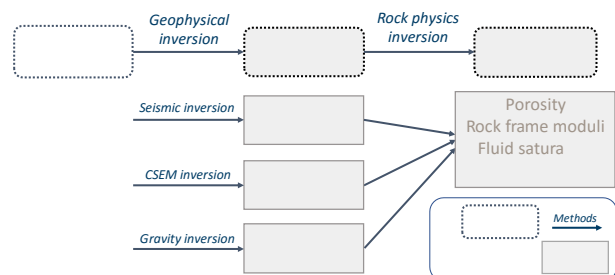 Geophysical
inversion
Rock physics
inversion
Seismic inversion
CSEM inversion
Gravity inversion
Porosity
Rock frame moduli
Fluid satura
Methods